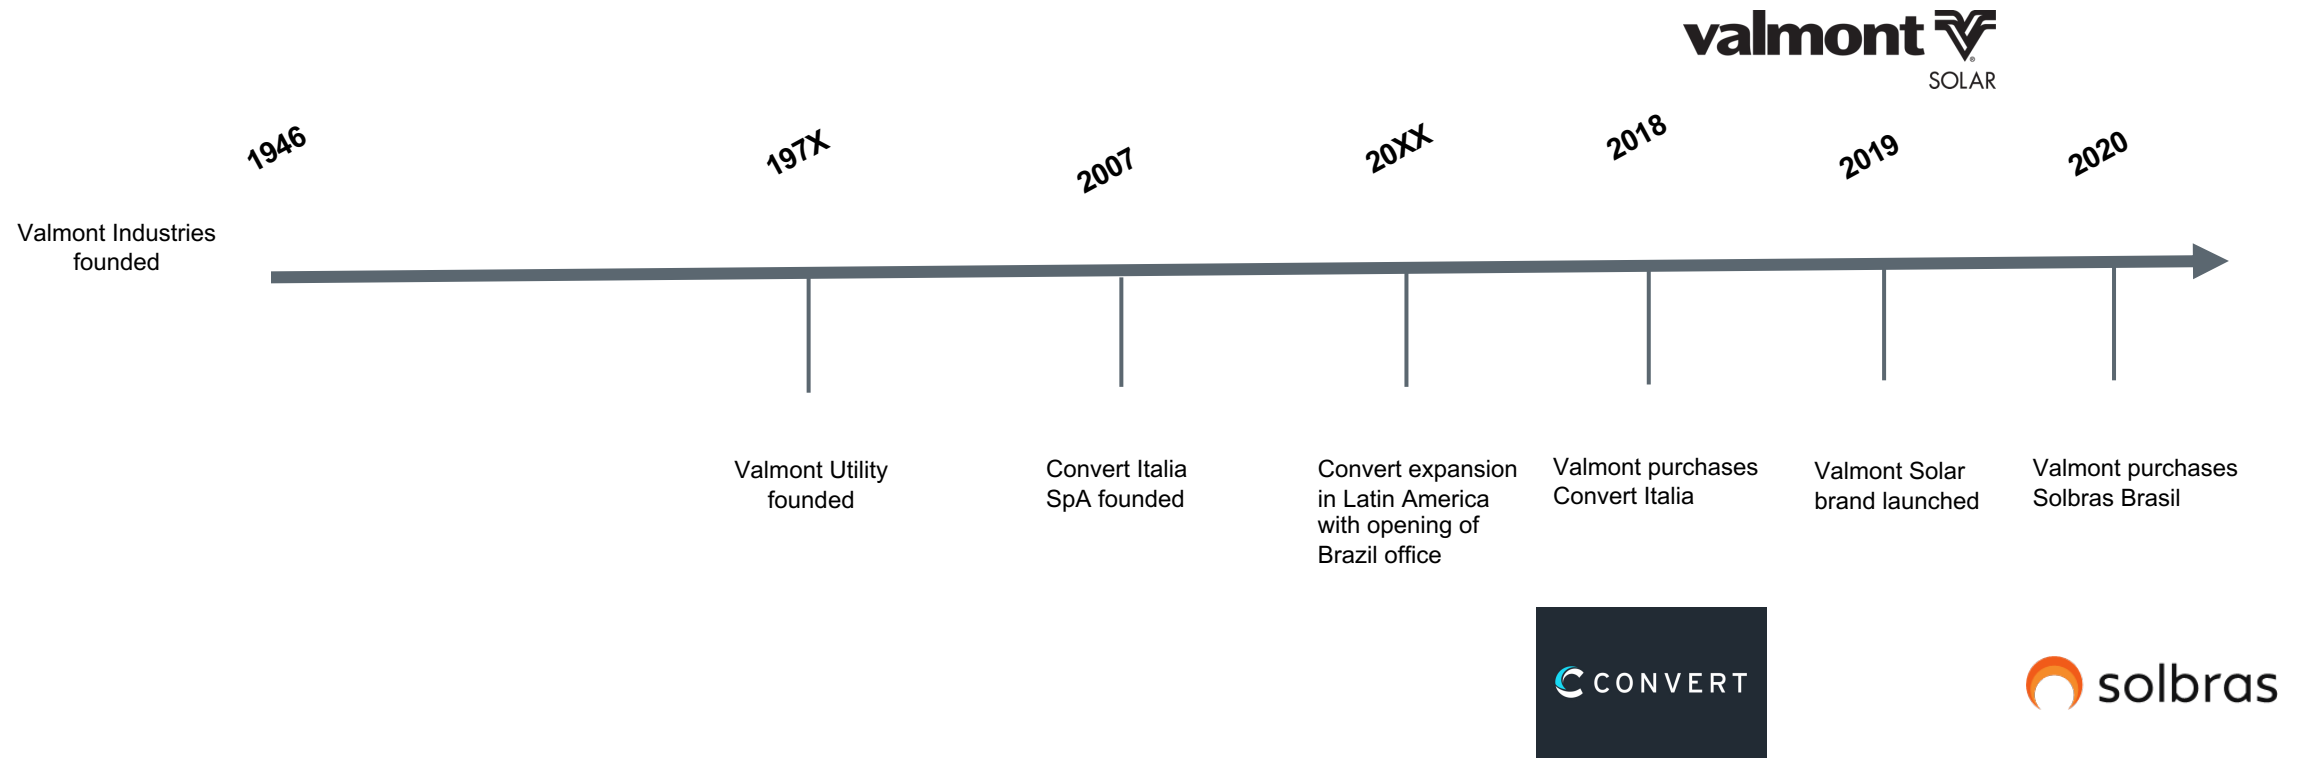 valmont
SOLAR
1946
197X
2007
20XX
2018
2019
2020
Valmont Industries
founded
Valmont Utility
founded
Convert Italia
SpA founded
Convert expansion
in Latin America
with opening of
Brazil office
Valmont purchases
Convert Italia
Valmont Solar
brand launched
Valmont purchases
Solbras Brasil
CONVERT
solbras